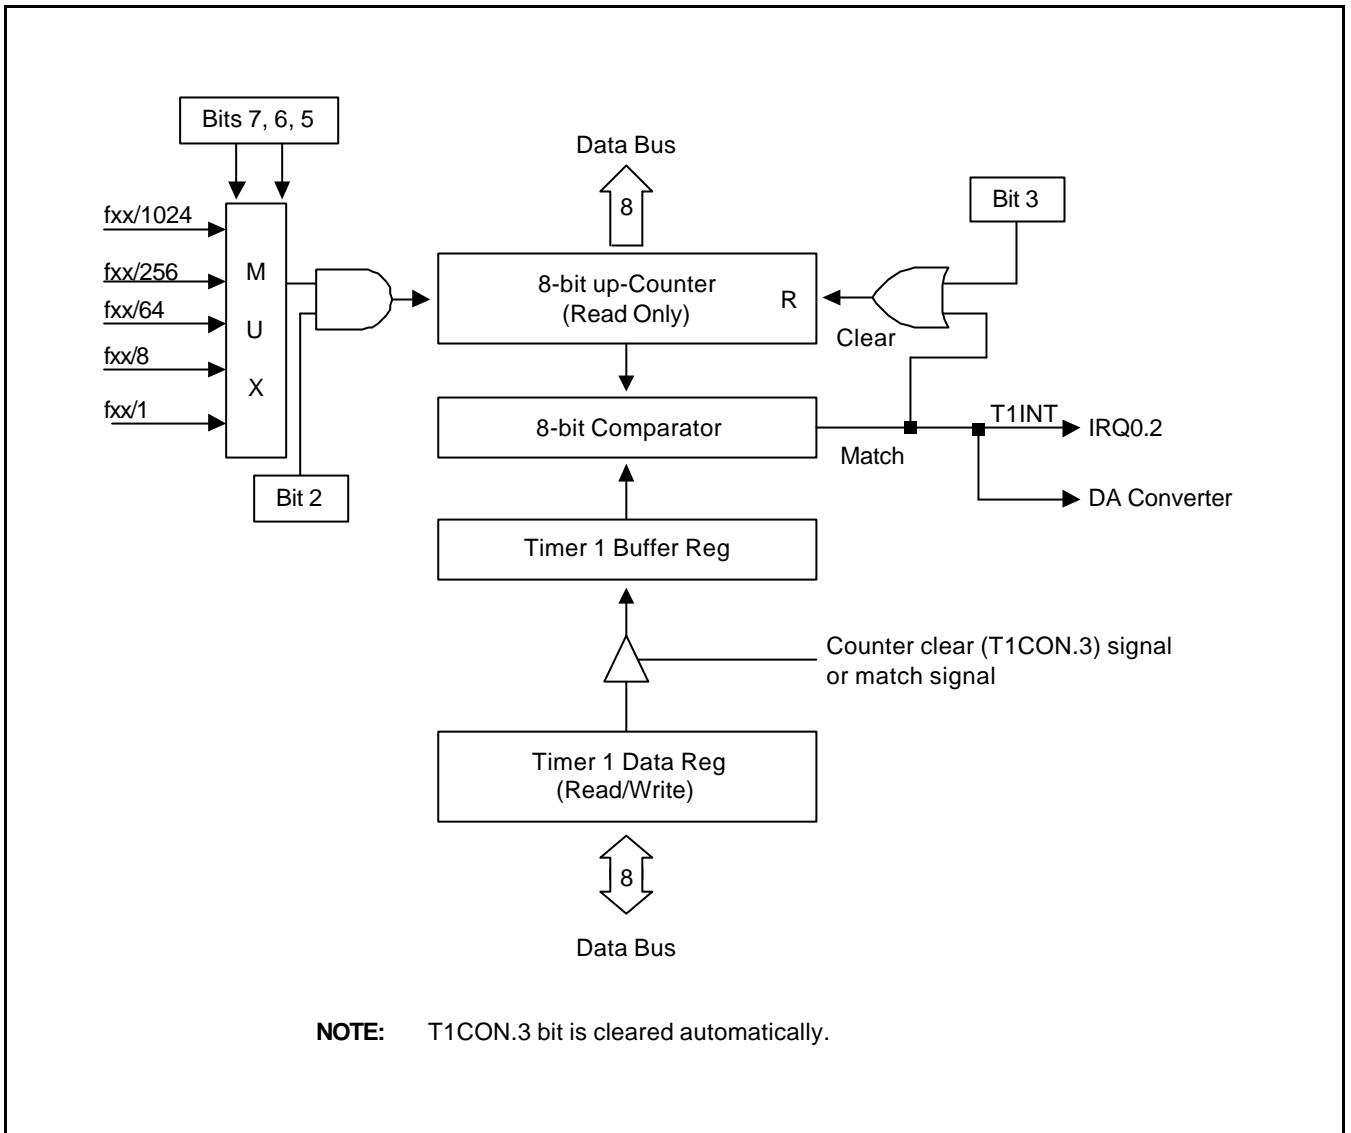 Bits 7, 6, 5
Data Bus
8
Bit 3
fxx/1024
fxx/256
fxx/64
fxx/8
fxx/1
M
U
X
8-bit up-Counter
(Read Only)
R
Clear
8-bit Comparator
Match
T1INT
IRQ0.2
DA Converter
Bit 2
Timer 1 Buffer Reg
Counter clear (T1CON.3) signal
or match signal
Timer 1 Data Reg
(Read/Write)
8
Data Bus
NOTE: T1CON.3 bit is cleared automatically.